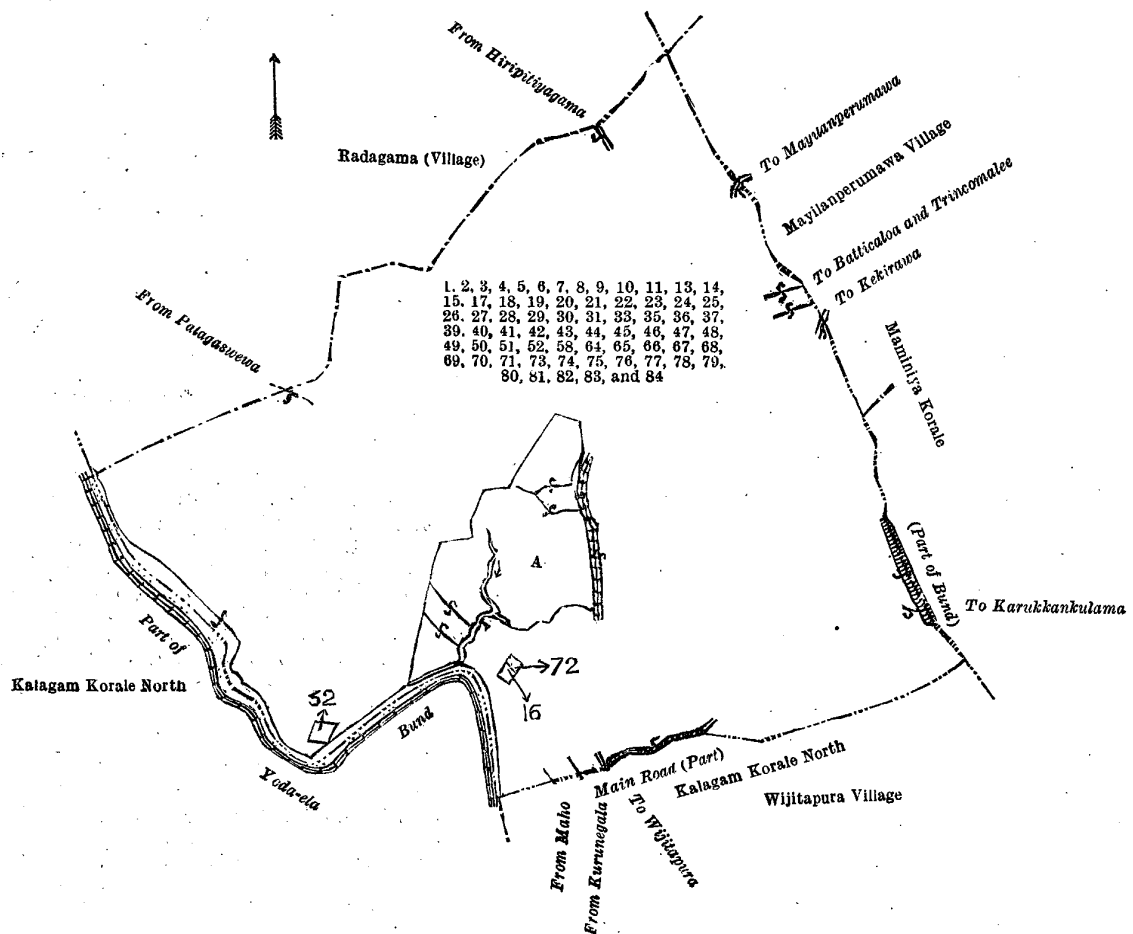 From Hiripitiyagama
Radagama (Village)
To Mayuanperumawa
Mayilanperumawa Village
To Batticaloa and Trincomalee
To Kekirawa
Maminiya Korale
From Palagaswewa
1, 2, 3, 4, 5, 6, 7, 8, 9, 10, 11, 13, 14,
15, 17, 18, 19, 20, 21, 22, 23, 24, 25,
26, 27, 28, 29, 30, 31, 33, 35, 36, 37,
39, 40, 41, 42, 43, 44, 45, 46, 47, 48,
49, 50, 51, 52, 58, 64, 65, 66, 67, 68,
69, 70, 71, 73, 74, 75, 76, 77, 78, 79,
80, 81, 82, 83, and 84
A
(Part of Bund)
To Karukkankulama
Part of
Kalagam Korale North
52
72
16
Bund
Yoda-ela
Main Road (Part)
Kalagam Korale North
Wijitapura Village
From Maho
From Kurunegala
To Wijitapura